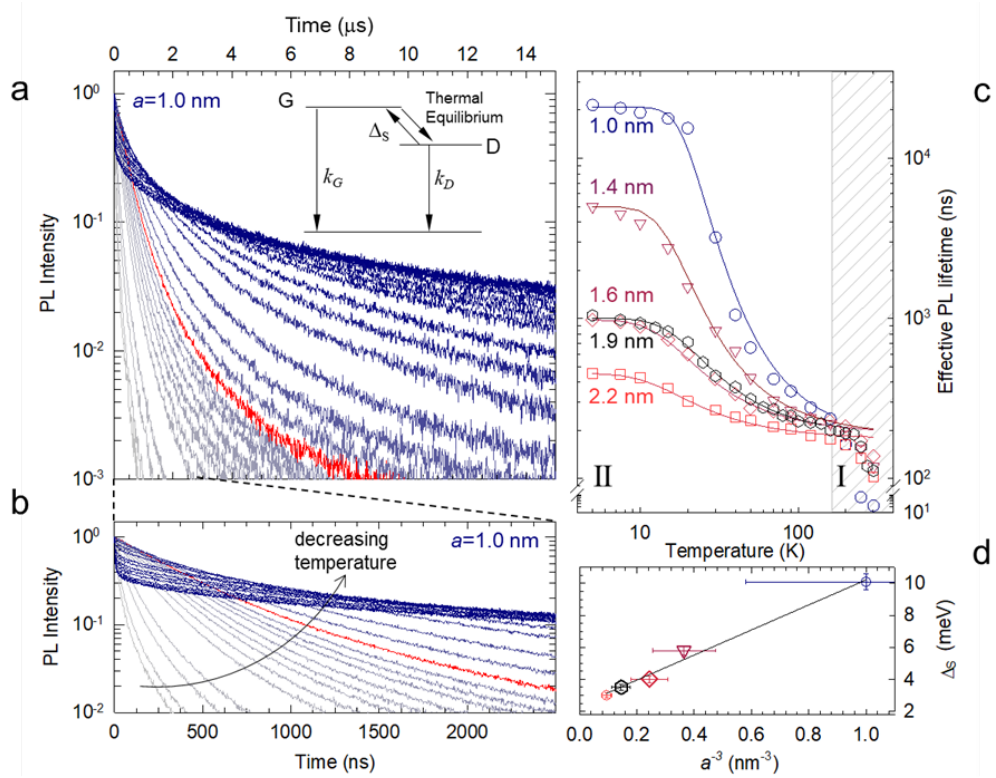 Time (μs)
0 2 4 6 8 10 12 14
a
a=1.0 nm
G
Thermal
Equilibrium
Δs
D
kG
kD
PL Intensity
10^0
10^-1
10^-2
10^-3
c
1.0 nm
1.4 nm
1.6 nm
1.9 nm
2.2 nm
II
I
Effective PL lifetime (ns)
10^4
10^3
10^2
10^1
10 100
Temperature (K)
b
a=1.0 nm
decreasing
temperature
PL Intensity
10^0
10^-1
10^-2
0 500 1000 1500 2000 2500
Time (ns)
d
Δs (meV)
10
8
6
4
2
0.0 0.2 0.4 0.6 0.8 1.0
a^-3 (nm^-3)